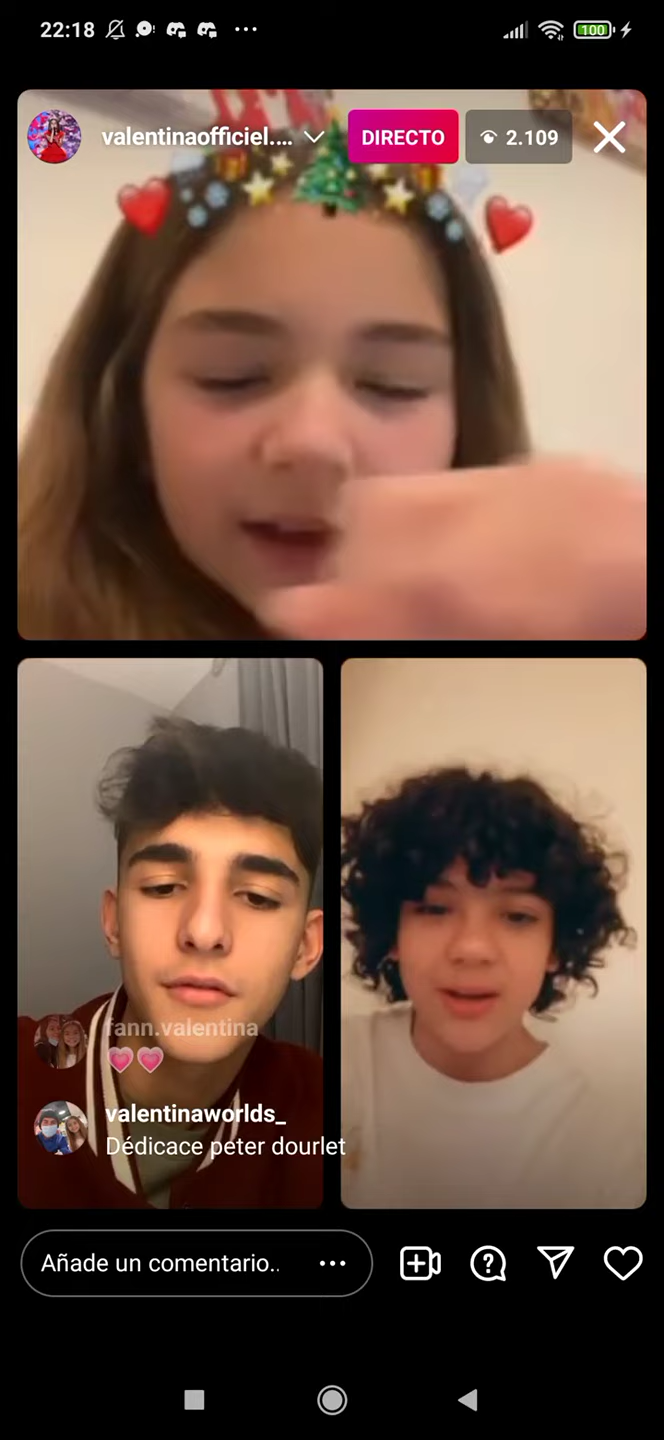 22:18
100
valentinaofficiel....
DIRECTO
2.109
fann.valentina
valentinaworlds_
Dédicace peter dourlet
Añade un comentario..